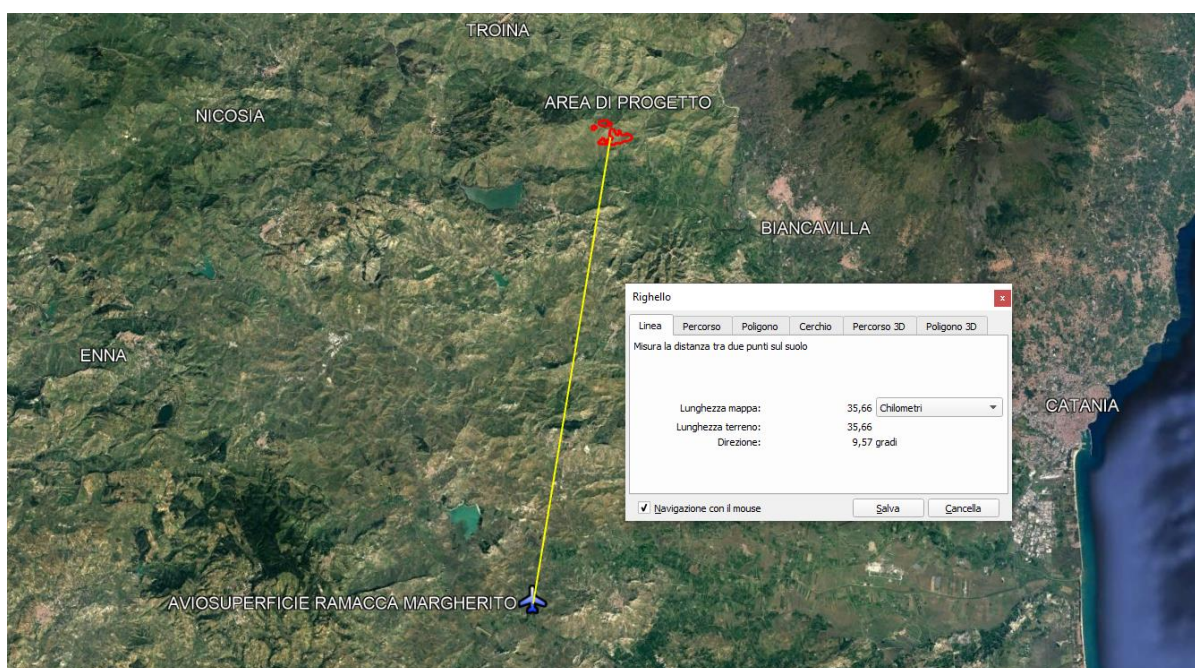 TROINA
AREA DI PROGETTO
NICOSIA
BIANCAVILLA
Righello
x
Linea Percorso Poligono Cerchio Percorso 3D Poligono 3D
Misura la distanza tra due punti sul suolo
Lunghezza mappa: 35,66 Chilometri
Lunghezza terreno: 35,66
Direzione: 9,57 gradi
Navigazione con il mouse Salva Cancella
ENNA
CATANIA
AVIOSUPERFICIE RAMACCA MARGHERITO